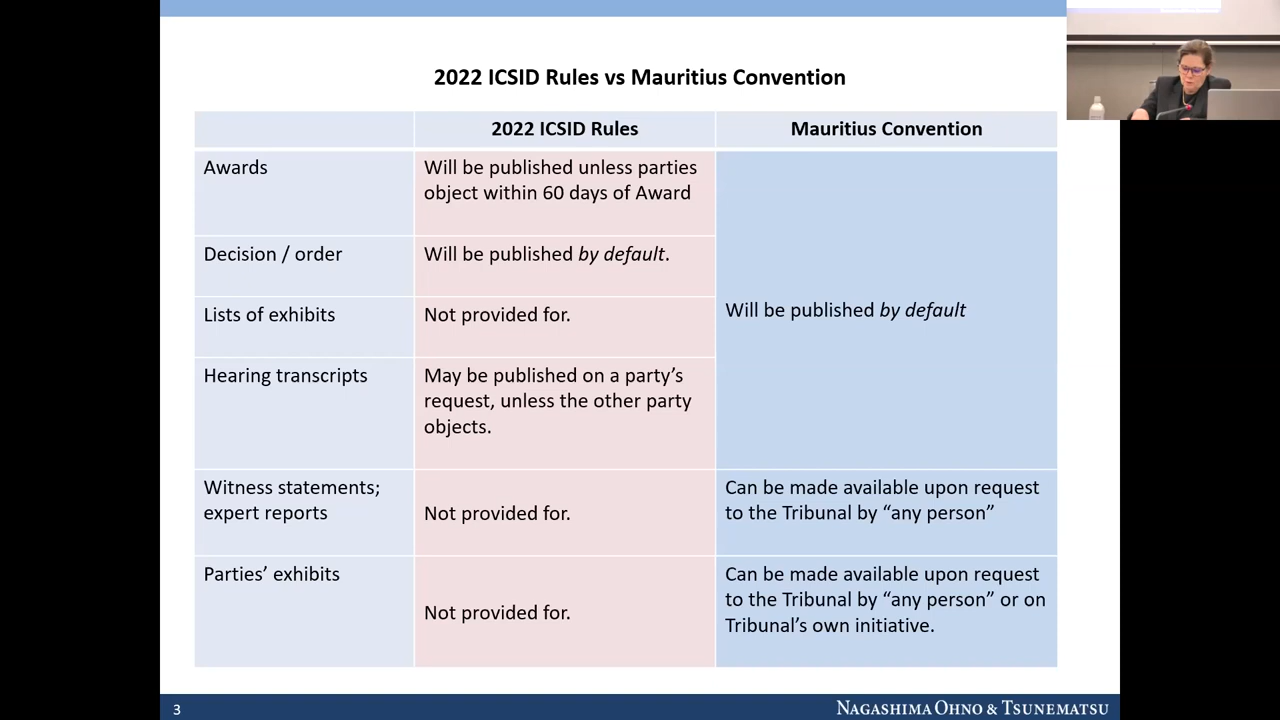 2022 ICSID Rules vs Mauritius Convention
2022 ICSID Rules
Mauritius Convention
Awards
Will be published unless parties
object within 60 days of Award
Decision / order
Will be published by default.
Lists of exhibits
Not provided for.
Will be published by default
Hearing transcripts
May be published on a party’s
request, unless the other party
objects.
Witness statements;
expert reports
Not provided for.
Can be made available upon request
to the Tribunal by “any person”
Parties’ exhibits
Not provided for.
Can be made available upon request
to the Tribunal by “any person” or on
Tribunal’s own initiative.
3
NAGASHIMA OHNO & TSUNEMATSU